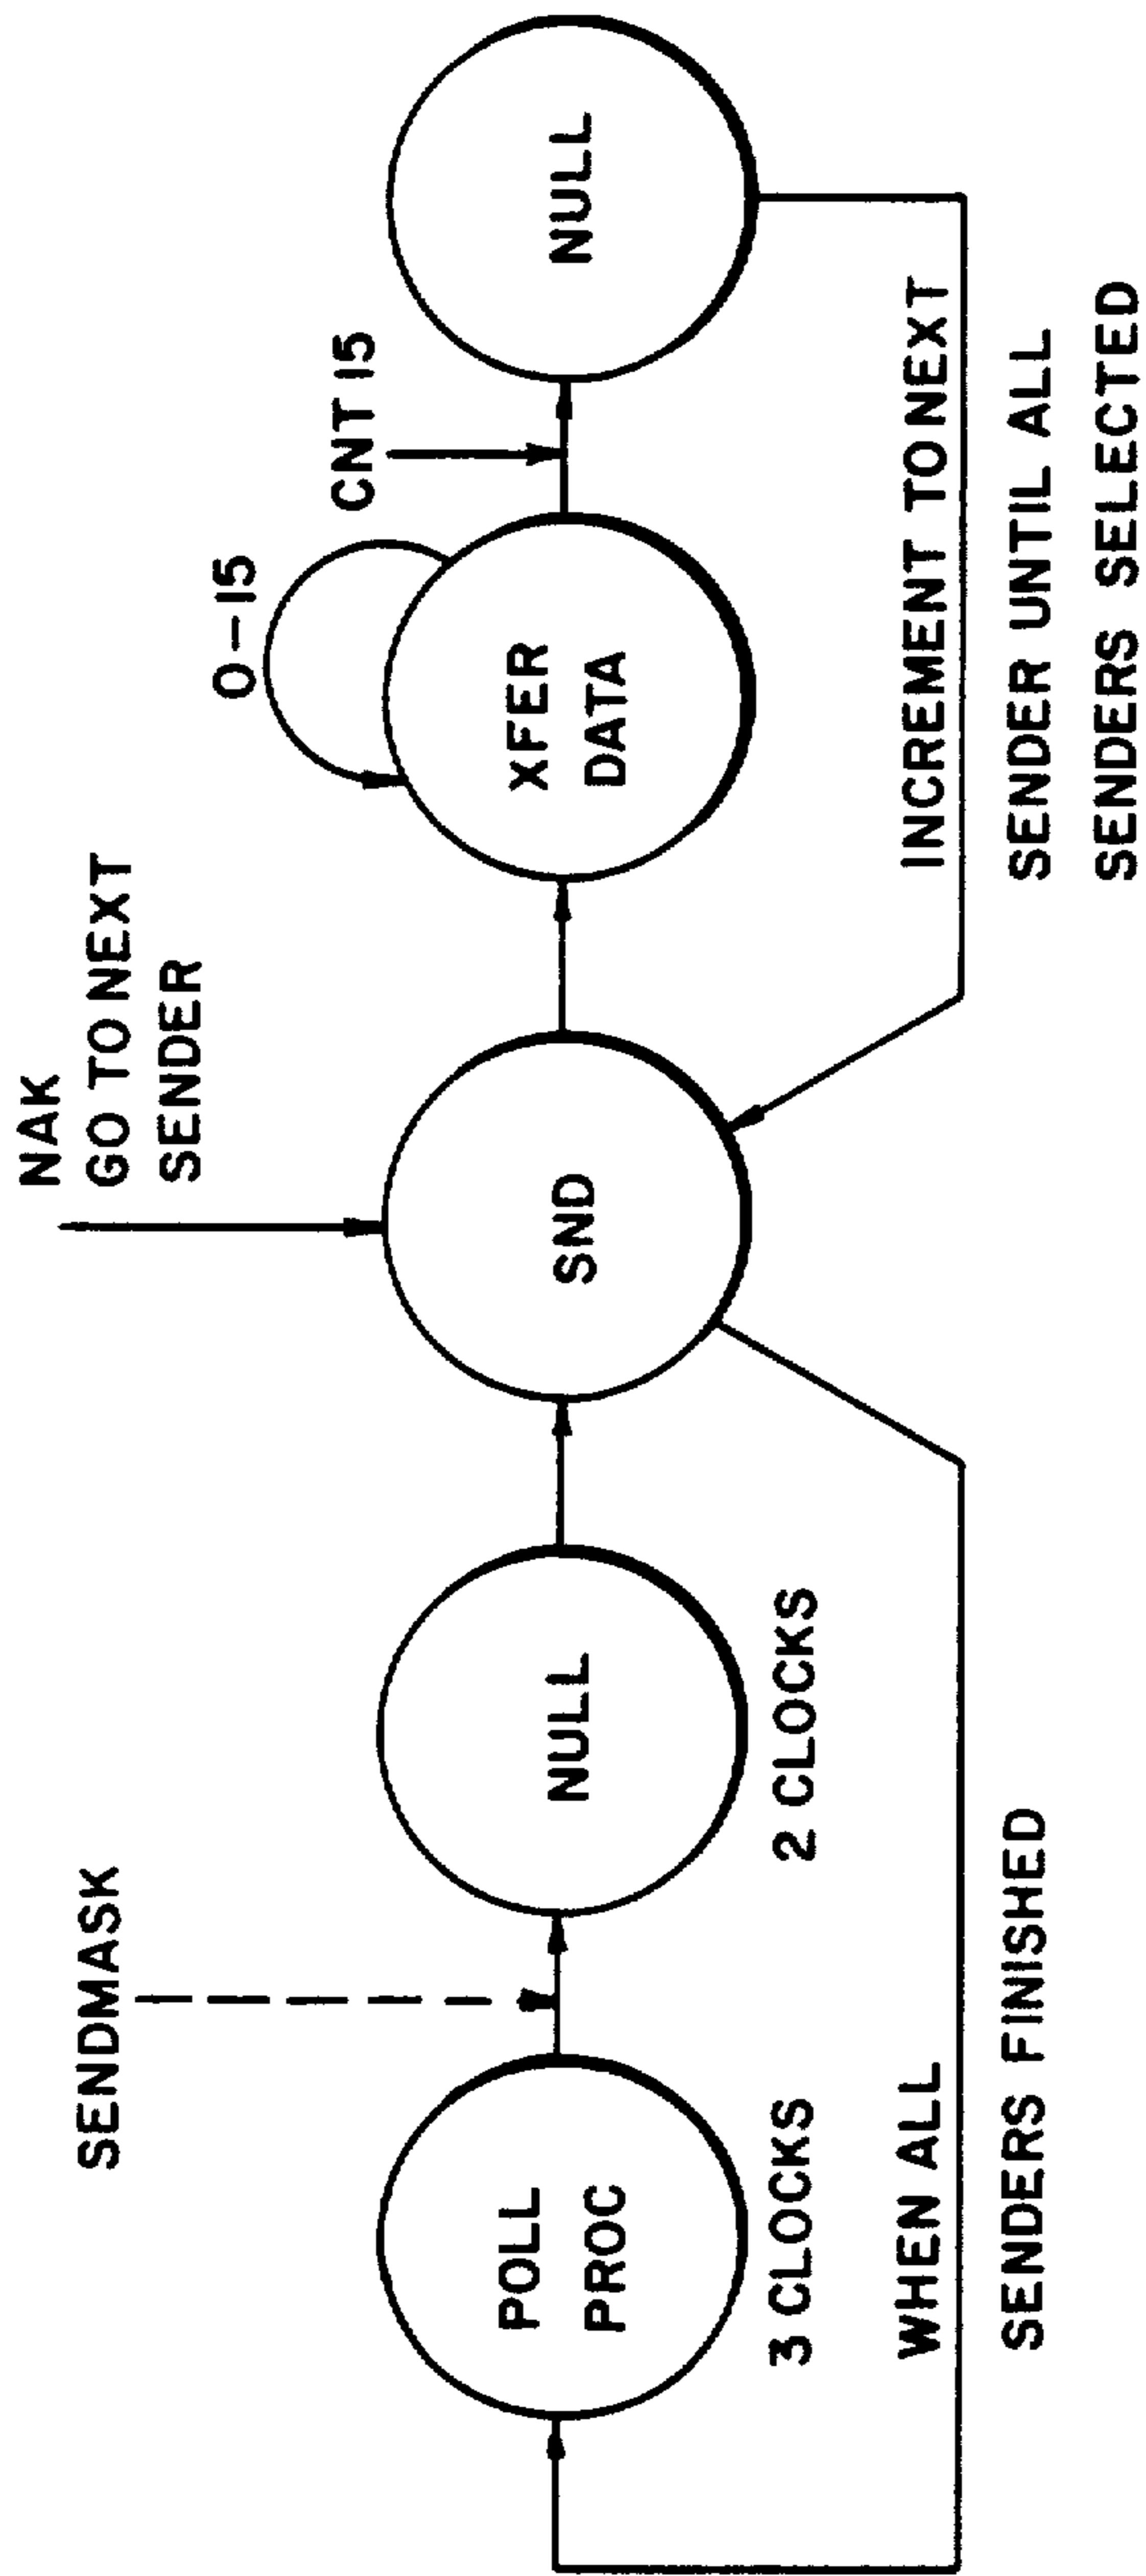 SENDMASK
NAK
GO TO NEXT
SENDER
0-15
CNT 15
POLL
PROC
NULL
SND
XFER
DATA
NULL
3 CLOCKS
2 CLOCKS
WHEN ALL
SENDERS FINISHED
INCREMENT TO NEXT
SENDER UNTIL ALL
SENDERS SELECTED